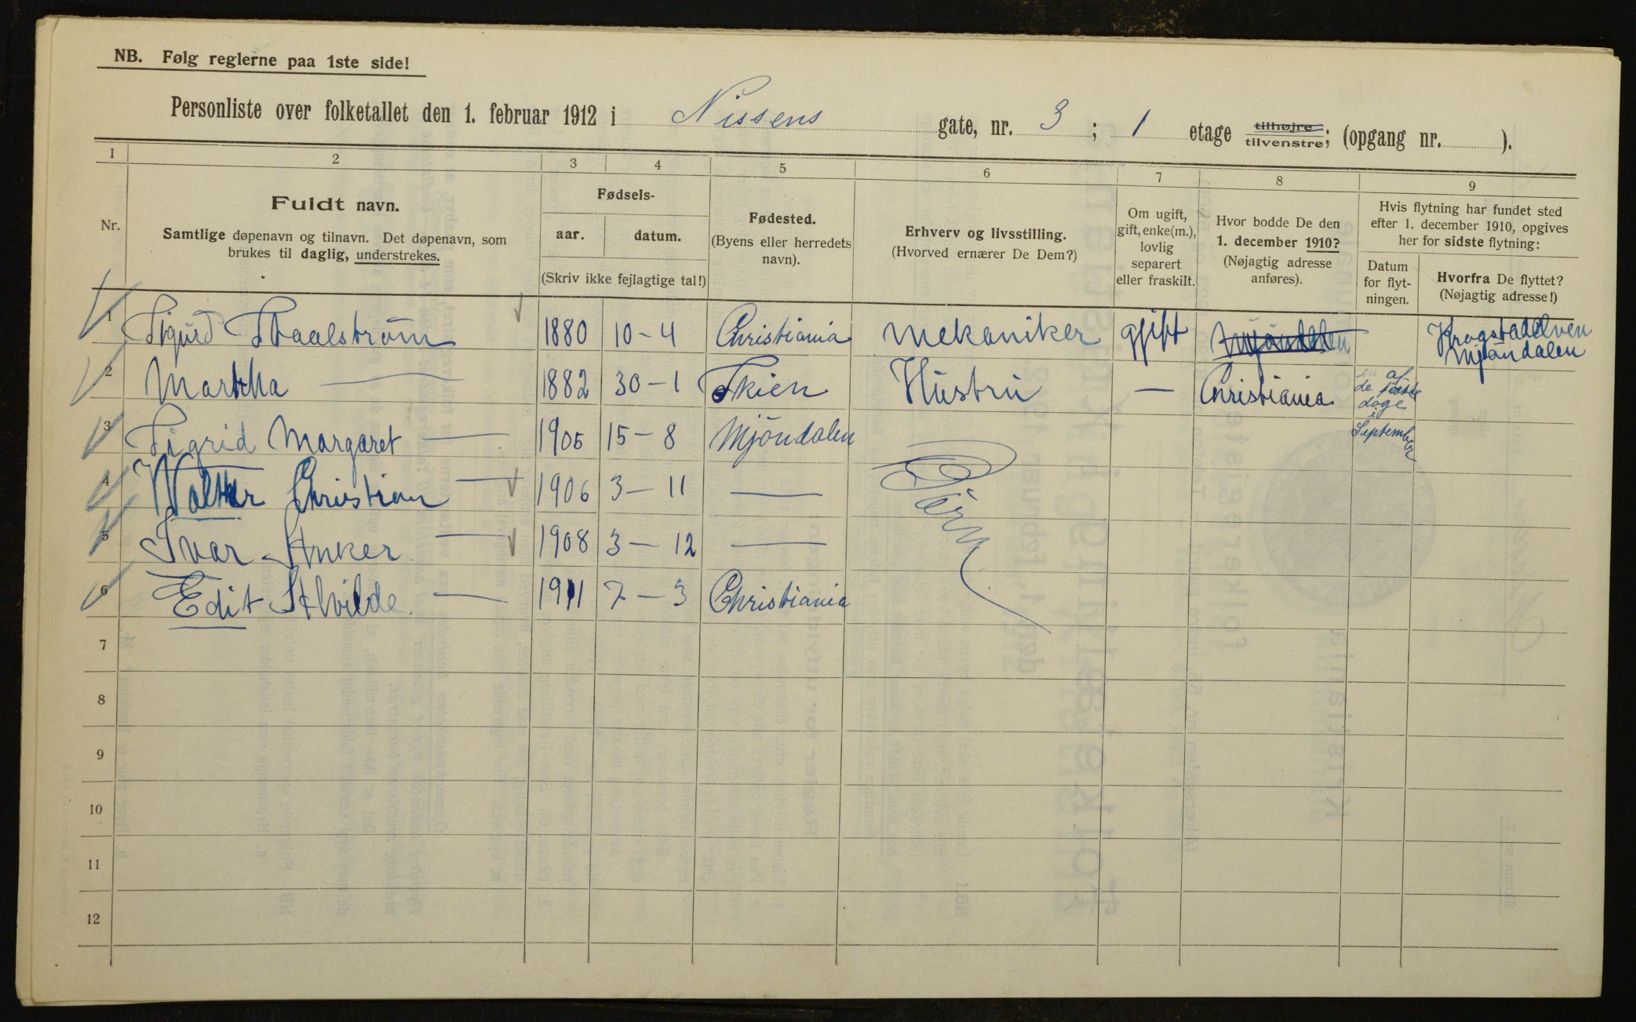 NB. Følg reglerne paa 1ste side!
Personliste over folketallet den 1. februar 1912 i Nissens gate, nr. 3 ; 1 etage tilhøjre tilvenstre; (opgang nr. ).
1 2 3 4 5 6 7 8 9
Nr.
Fuldt navn.
Samtlige døpenavn og tilnavn. Det døpenavn, som
brukes til daglig, understrekes.
Fødsels-
aar. datum.
(Skriv ikke fejlagtige tal!)
Fødested.
(Byens eller herredets
navn).
Erhverv og livsstilling.
(Hvorved ernærer De Dem?)
Om ugift,
gift, enke(m.),
lovlig
separert
eller fraskilt.
Hvor bodde De den
1. december 1910?
(Nøjagtig adresse
anføres).
Hvis flytning har fundet sted
efter 1. december 1910, opgives
her for sidste flytning:
Datum
for flyt-
ningen.
Hvorfra De flyttet?
(Nøjagtig adresse!)
1 Sigurd Staalstrøm 1880 10-4 Christiania Mekaniker gift Mjøndalen Krogstadelven
Mjøndalen
2 Martha — 1882 30-1 Skien Hustru — Christiania
en af
de første
dage
i
September
3 Sigrid Margaret — 1905 15-8 Mjøndalen
4 Walther Christian — 1906 3-11 — Børn
5 Ivar Anker — 1908 3-12 —
6 Edit Alvilde — 1911 7-3 Christiania
7
8
9
10
11
12